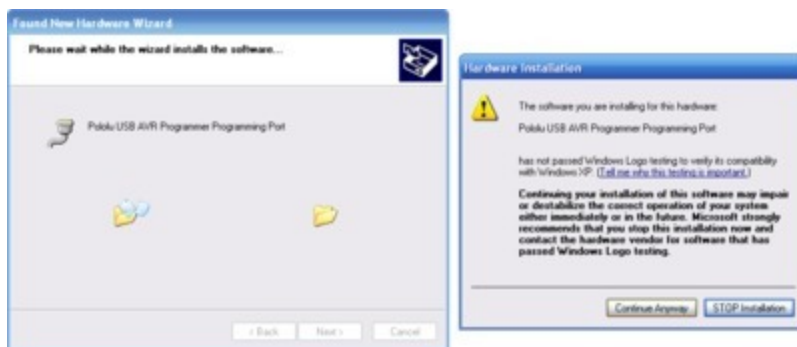 Found New Hardware Wizard
Please wait while the wizard installs the software...
Pololu USB AVR Programmer Programming Port
< Back
Next >
Cancel
Hardware Installation
The software you are installing for this hardware:
Pololu USB AVR Programmer Programming Port
has not passed Windows Logo testing to verify its compatibility
with Windows XP. (Tell me why this testing is important.)
Continuing your installation of this software may impair
or destabilize the correct operation of your system
either immediately or in the future. Microsoft strongly
recommends that you stop this installation now and
contact the hardware vendor for software that has
passed Windows Logo testing.
Continue Anyway
STOP Installation